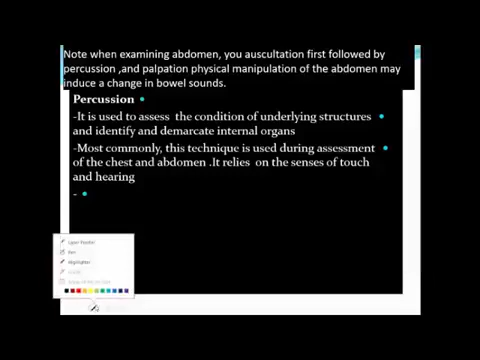 Note when examining abdomen, you auscultation first followed by
percussion ,and palpation physical manipulation of the abdomen may
induce a change in bowel sounds.
Percussion
-It is used to assess the condition of underlying structures
and identify and demarcate internal organs
-Most commonly, this technique is used during assessment
of the chest and abdomen .It relies on the senses of touch
and hearing
-
Laser Pointer
Pen
Highlighter